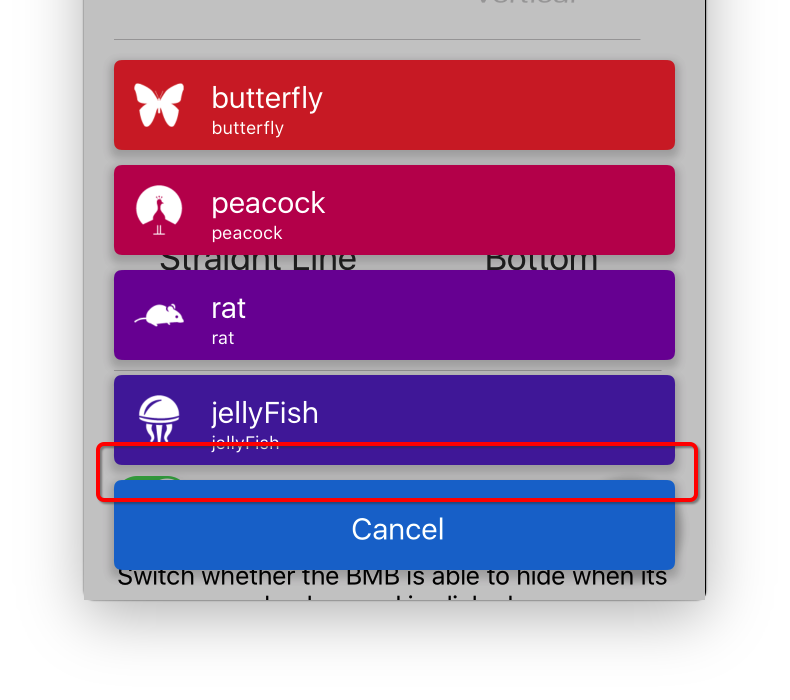 Vertical
butterfly
butterfly
peacock
peacock
Straight Line Bottom
rat
rat
jellyFish
jellyFish
Cancel
Switch whether the BMB is able to hide when its